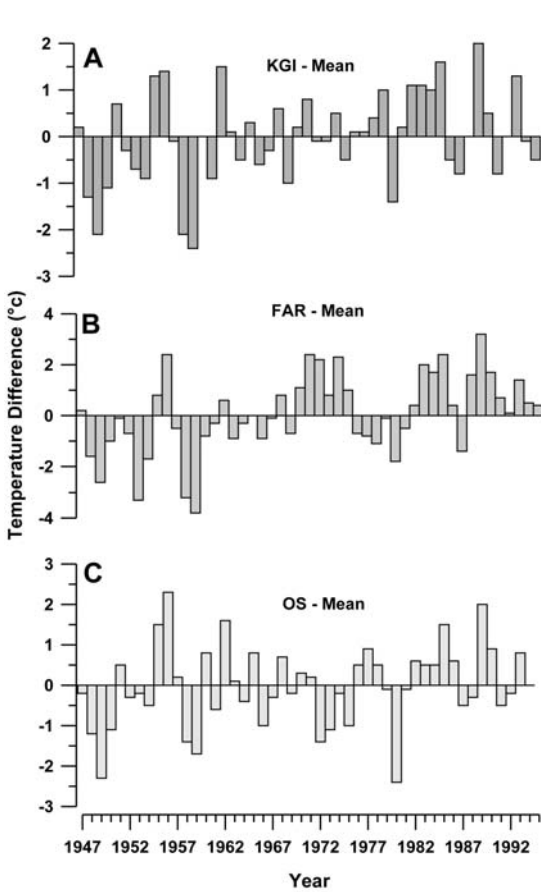 A
KGI - Mean
2
1
0
-1
-2
-3
B
FAR - Mean
4
2
0
-2
-4
C
OS - Mean
3
2
1
0
-1
-2
-3
Temperature Difference (°c)
1947 1952 1957 1962 1967 1972 1977 1982 1987 1992
Year